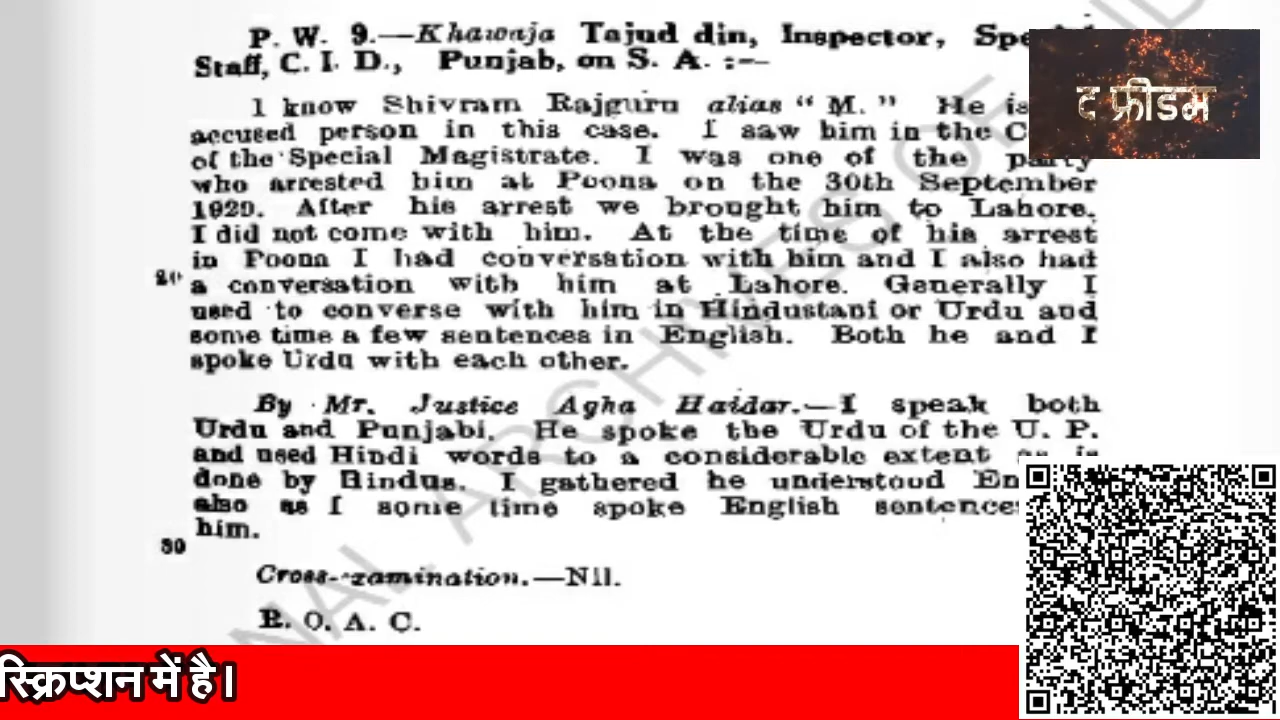 P. W. 9.—Khawaja Tajud din, Inspector,
Staff, C. I. D., Punjab, on S. A. :—
I know Shivram Rajguru alias “ M. ” He is
accused person in this case. I saw him in the
of the Special Magistrate. I was one of the party
who arrested him at Poona on the 30th September
1929. After his arrest we brought him to Lahore.
I did not come with him. At the time of his arrest
in Poona I had conversation with him and I also had
a conversation with him at Lahore. Generally I
used to converse with him in Hindustani or Urdu and
some time a few sentences in English. Both he and I
spoke Urdu with each other.
By Mr. Justice Agha Haidar.—I speak both
Urdu and Punjabi. He spoke the Urdu of the U. P.
and used Hindi words to a considerable extent as is
done by Hindus. I gathered he understood
also as I some time spoke English
him.
30
Cross-examination.—Nil.
R. O. A. C.
द फ्रीडम
NAL ARCHIVES OF
स्क्रिप्शन में है।